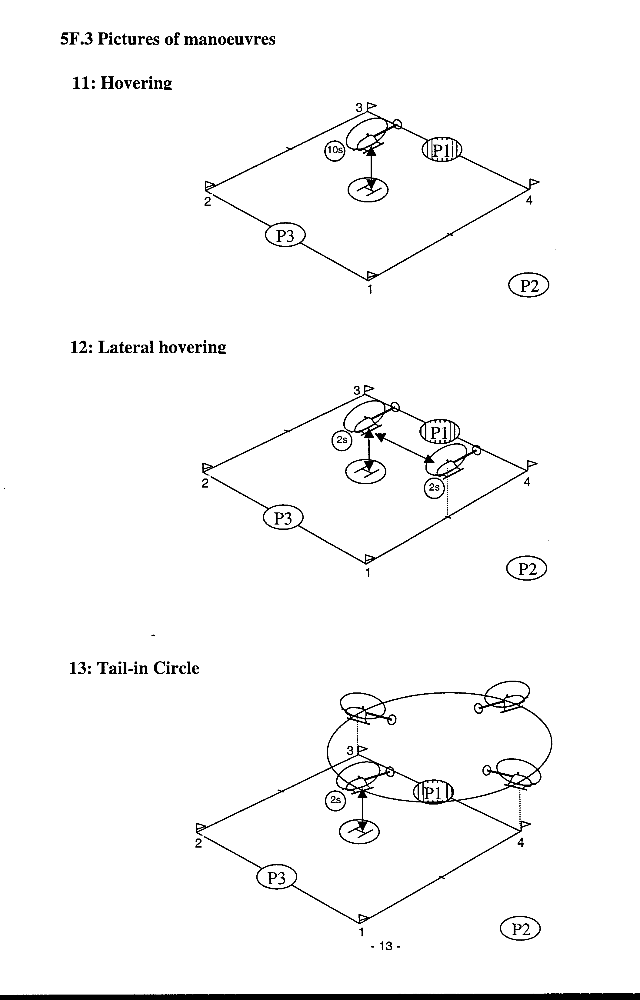 5F.3 Pictures of manoeuvres
11: Hovering
3
10s
P1
H
2
4
P3
1
P2
12: Lateral hovering
3
P1
2s
H
2
2s
4
P3
1
P2
13: Tail-in Circle
3
P1
2s
H
2
4
P3
1
P2
- 13 -